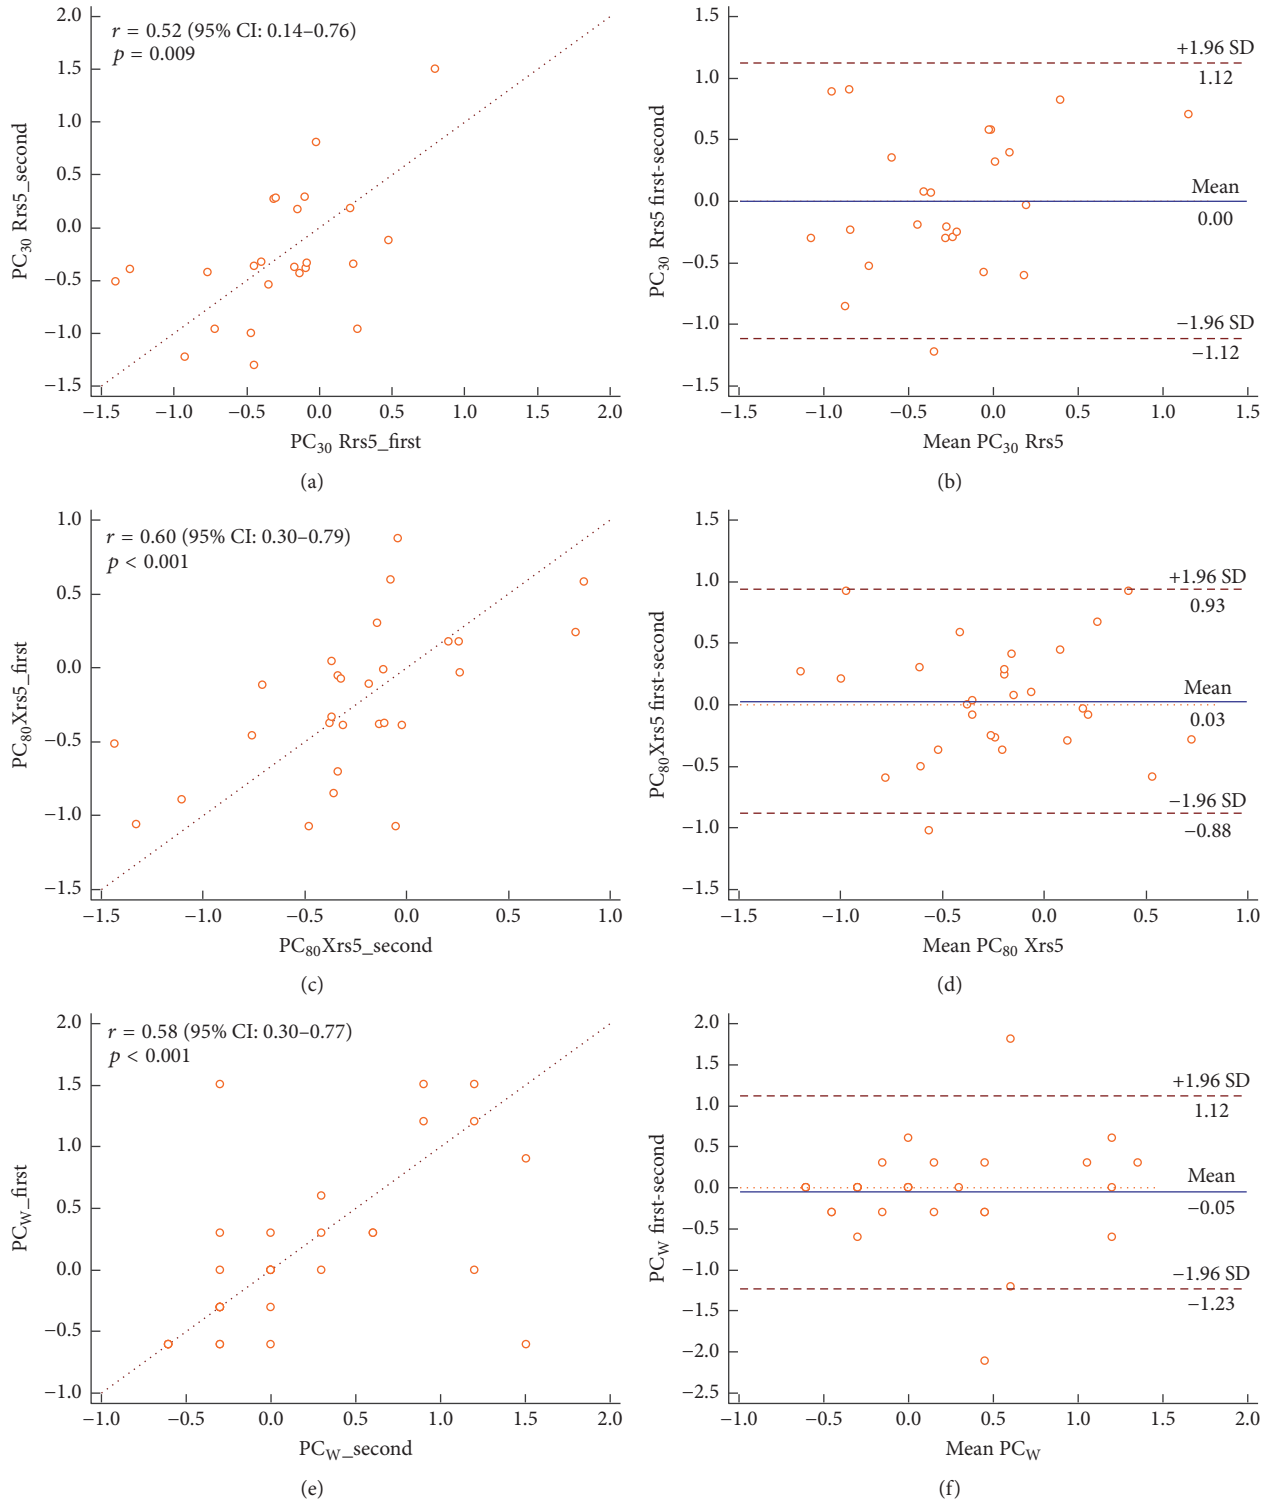 r = 0.52 (95% CI: 0.14–0.76)
p = 0.009
PC30 Rrs5_second
2.0
1.5
1.0
0.5
0.0
−0.5
−1.0
−1.5
−1.5 −1.0 −0.5 0.0 0.5 1.0 1.5 2.0
PC30 Rrs5_first
(a)
PC30 Rrs5 first-second
1.5
1.0
0.5
0.0
−0.5
−1.0
−1.5
+1.96 SD
1.12
Mean
0.00
−1.96 SD
−1.12
−1.5 −1.0 −0.5 0.0 0.5 1.0 1.5
Mean PC30 Rrs5
(b)
r = 0.60 (95% CI: 0.30–0.79)
p < 0.001
PC80Xrs5_first
1.0
0.5
0.0
−0.5
−1.0
−1.5
−1.5 −1.0 −0.5 0.0 0.5 1.0
PC80Xrs5_second
(c)
PC80Xrs5 first-second
1.5
1.0
0.5
0.0
−0.5
−1.0
−1.5
+1.96 SD
0.93
Mean
0.03
−1.96 SD
−0.88
−1.5 −1.0 −0.5 0.0 0.5 1.0
Mean PC80 Xrs5
(d)
r = 0.58 (95% CI: 0.30–0.77)
p < 0.001
PCW_first
2.0
1.5
1.0
0.5
0.0
−0.5
−1.0
−1.0 −0.5 0.0 0.5 1.0 1.5 2.0
PCW_second
(e)
PCW first-second
2.0
1.5
1.0
0.5
0.0
−0.5
−1.0
−1.5
−2.0
−2.5
+1.96 SD
1.12
Mean
−0.05
−1.96 SD
−1.23
−1.0 −0.5 0.0 0.5 1.0 1.5 2.0
Mean PCW
(f)